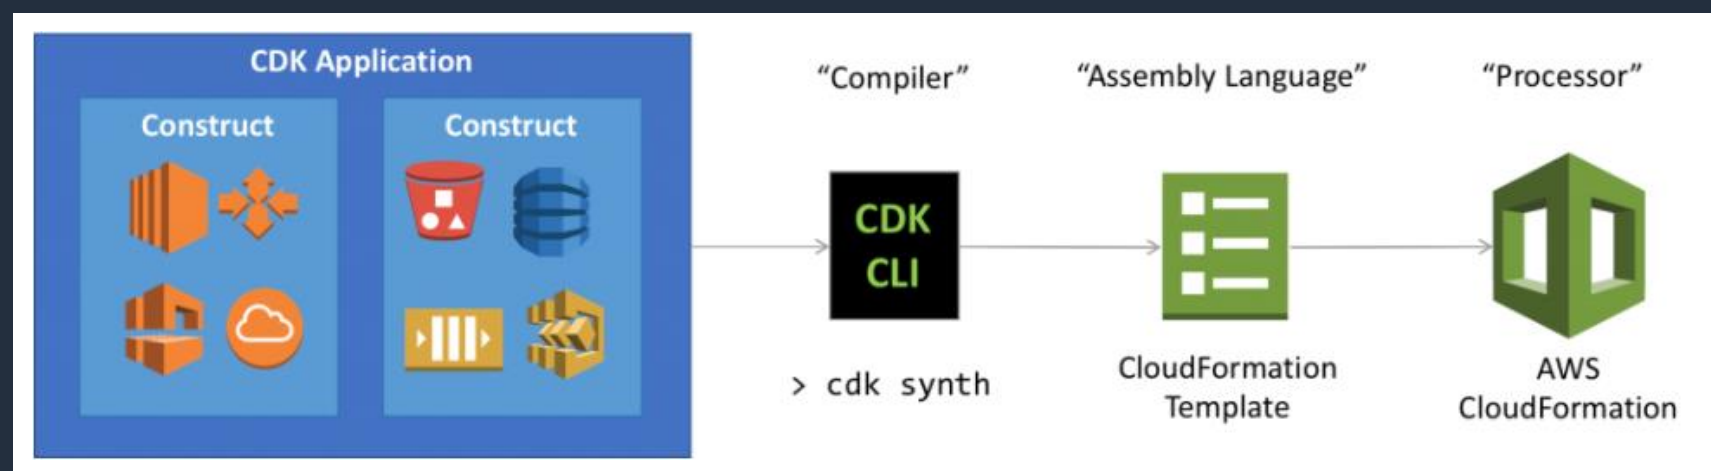 CDK Application
Construct
Construct
“Compiler”
“Assembly Language”
“Processor”
CDK
CLI
> cdk synth
CloudFormation
Template
AWS
CloudFormation